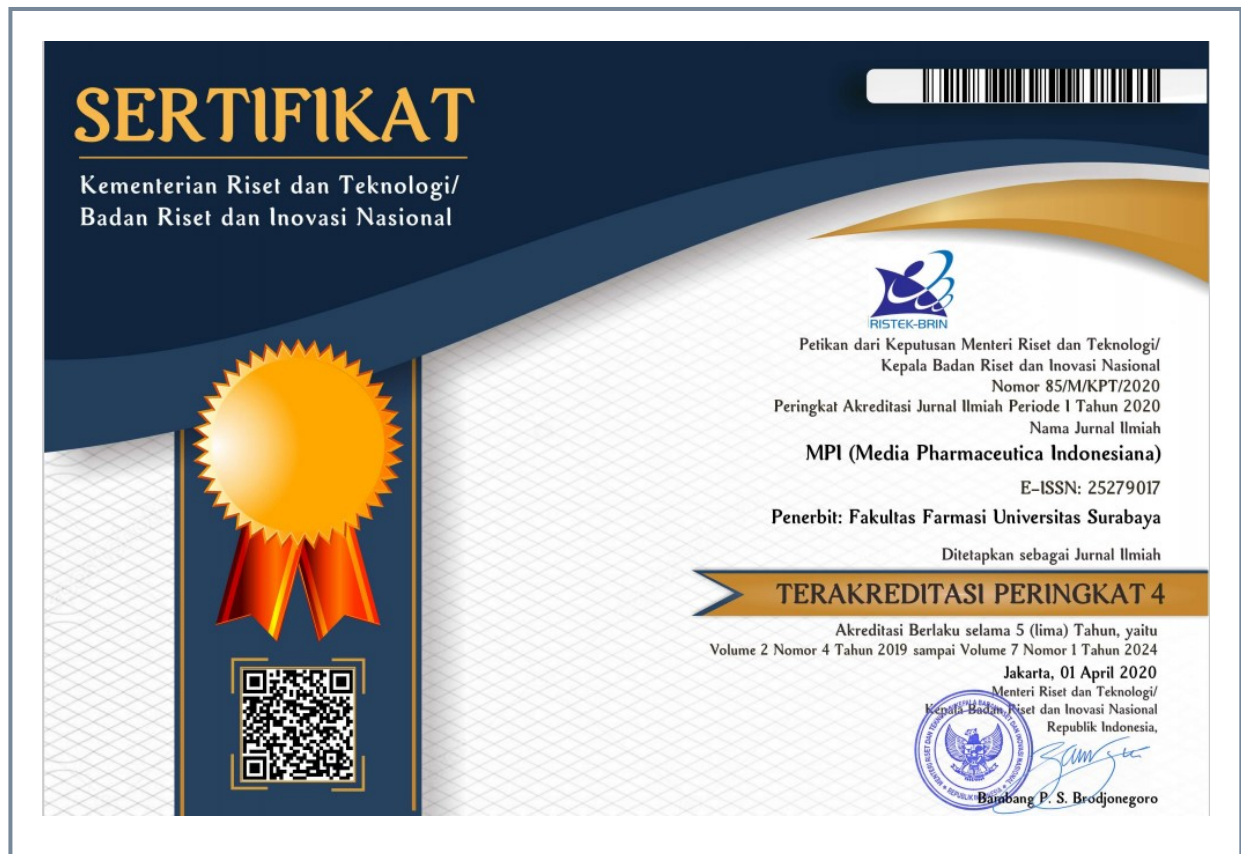 SERTIFIKAT
Kementerian Riset dan Teknologi/
Badan Riset dan Inovasi Nasional
RISTEK-BRIN
Petikan dari Keputusan Menteri Riset dan Teknologi/
Kepala Badan Riset dan Inovasi Nasional
Nomor 85/M/KPT/2020
Peringkat Akreditasi Jurnal Ilmiah Periode I Tahun 2020
Nama Jurnal Ilmiah
MPI (Media Pharmaceutica Indonesiana)
E-ISSN: 25279017
Penerbit: Fakultas Farmasi Universitas Surabaya
Ditetapkan sebagai Jurnal Ilmiah
TERAKREDITASI PERINGKAT 4
Akreditasi Berlaku selama 5 (lima) Tahun, yaitu
Volume 2 Nomor 4 Tahun 2019 sampai Volume 7 Nomor 1 Tahun 2024
Jakarta, 01 April 2020
Menteri Riset dan Teknologi/
Kepala Badan Riset dan Inovasi Nasional
Republik Indonesia,
Bambang P. S. Brodjonegoro